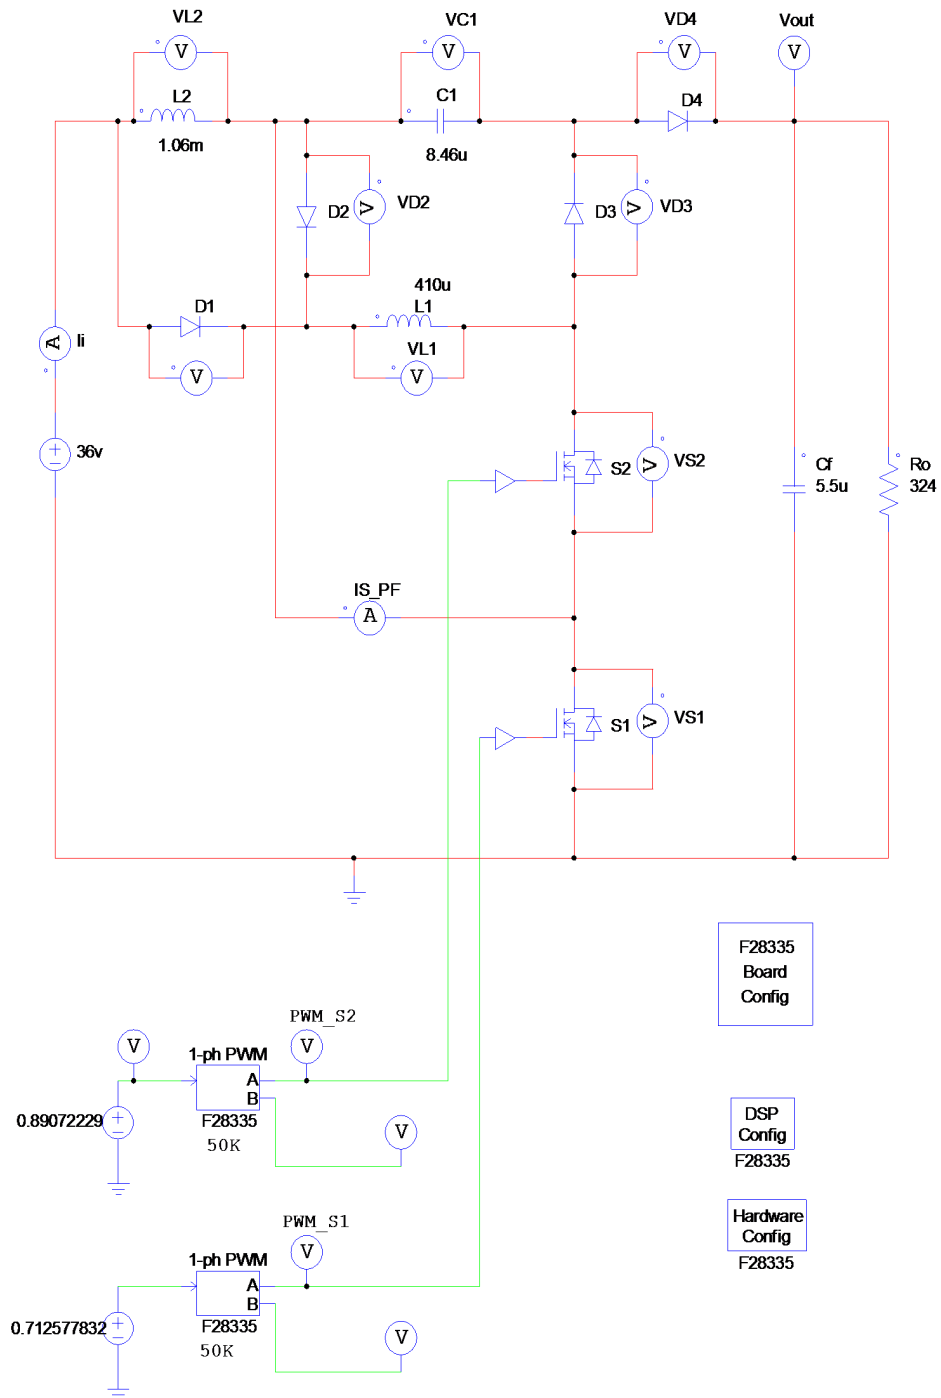 VL2
VC1
VD4
Vout
V
V
V
V
L2
C1
D4
1.06m
8.46u
D2
V
VD2
D3
V
VD3
410u
D1
L1
A
Ii
VL1
V
V
36v
S2
V
VS2
Cf
5.5u
Ro
324
IS_PF
A
S1
V
VS1
F28335
Board
Config
PWM_S2
V
V
1-ph PWM
A
B
0.89072229
F28335
50K
V
DSP
Config
F28335
PWM_S1
V
Hardware
Config
F28335
1-ph PWM
A
B
0.712577832
F28335
50K
V